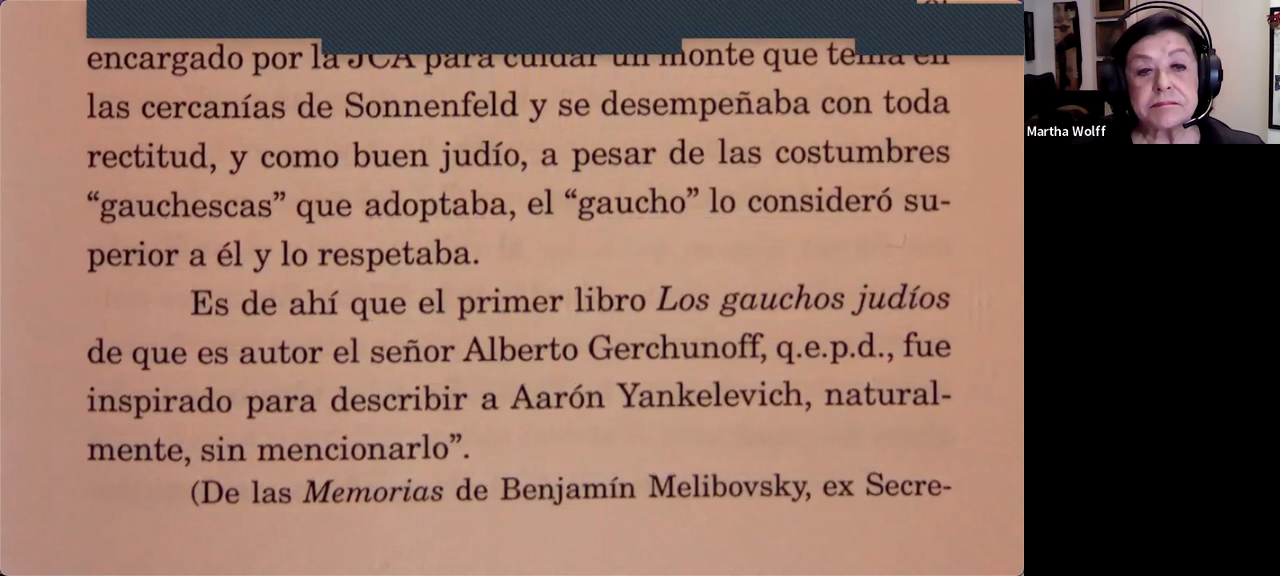 encargado por la JCA para cuidar un monte que tenía en
las cercanías de Sonnenfeld y se desempeñaba con toda
rectitud, y como buen judío, a pesar de las costumbres
“gauchescas” que adoptaba, el “gaucho” lo consideró su-
perior a él y lo respetaba.
Es de ahí que el primer libro Los gauchos judíos
de que es autor el señor Alberto Gerchunoff, q.e.p.d., fue
inspirado para describir a Aarón Yankelevich, natural-
mente, sin mencionarlo”.
(De las Memorias de Benjamín Melibovsky, ex Secre-
Martha Wolff